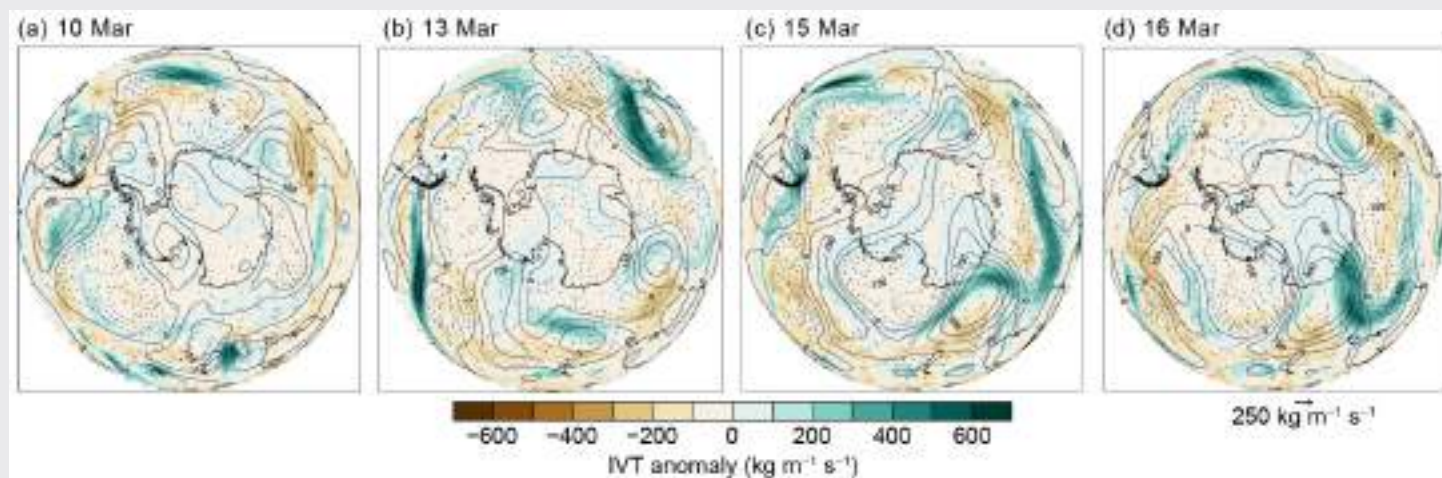 (a) 10 Mar
(b) 13 Mar
(c) 15 Mar
(d) 16 Mar
−600 −400 −200 0 200 400 600
IVT anomaly (kg m⁻¹ s⁻¹)
250 kg m⁻¹ s⁻¹